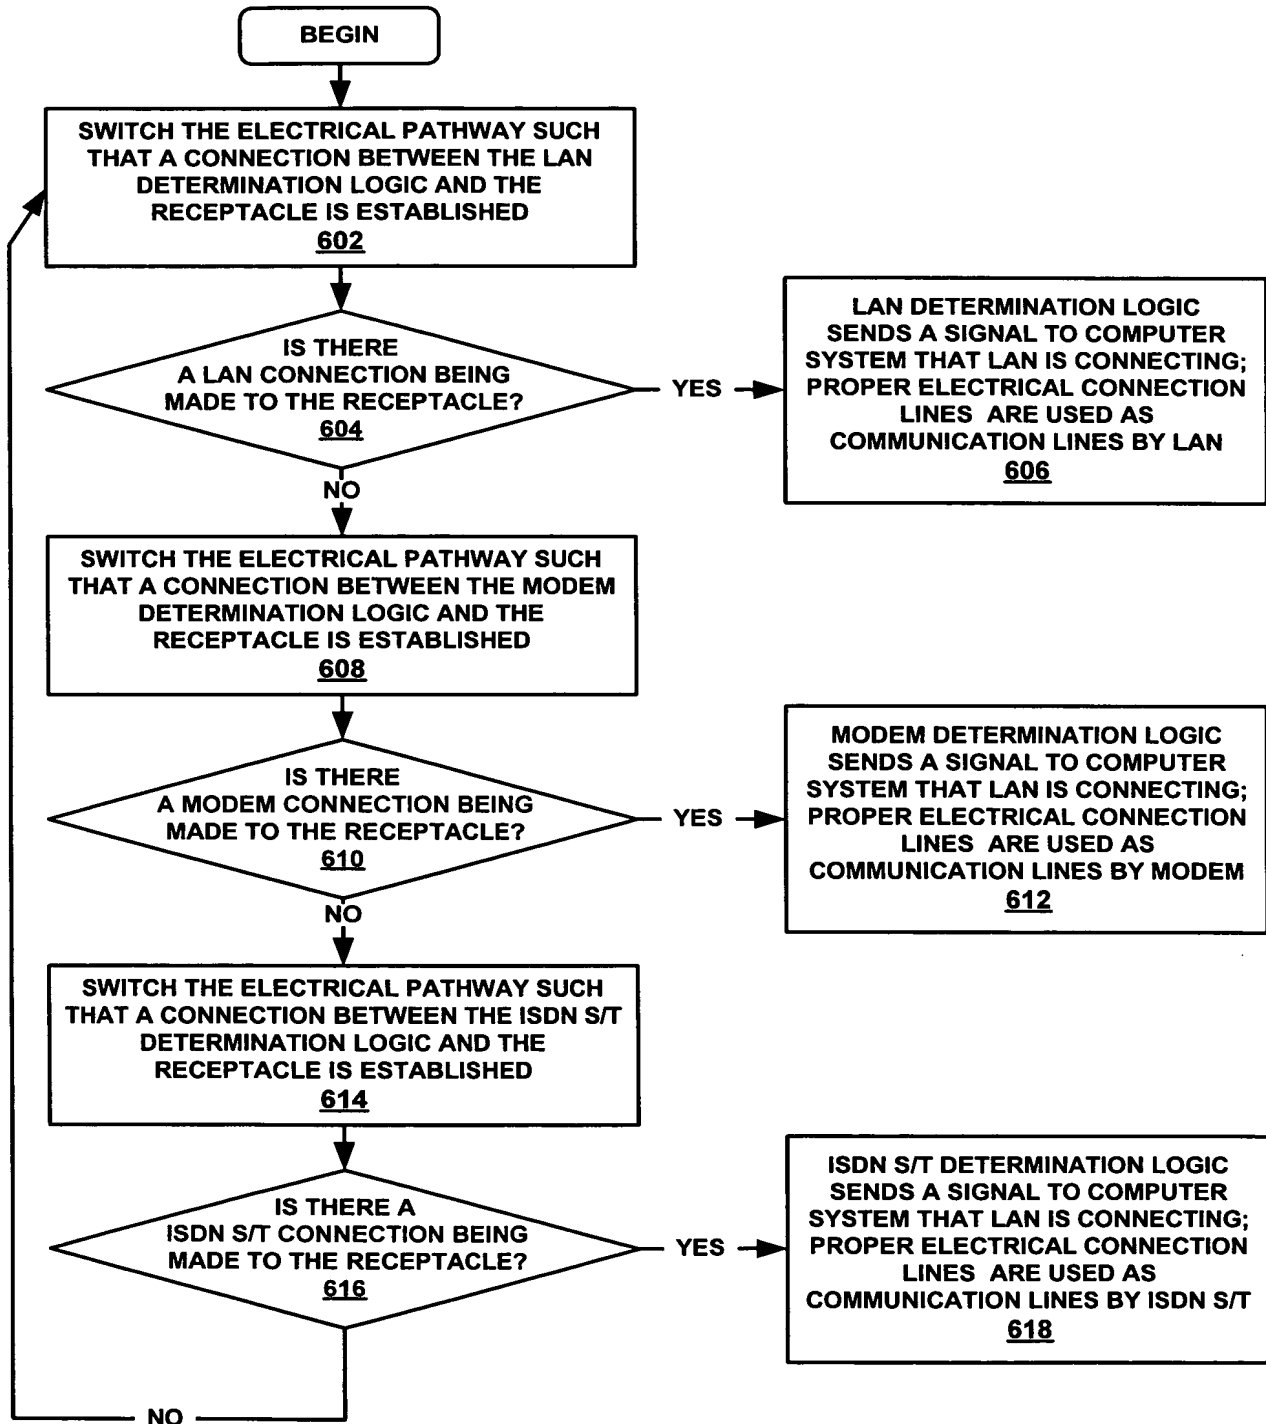 BEGIN
SWITCH THE ELECTRICAL PATHWAY SUCH
THAT A CONNECTION BETWEEN THE LAN
DETERMINATION LOGIC AND THE
RECEPTACLE IS ESTABLISHED
602
IS THERE
A LAN CONNECTION BEING
MADE TO THE RECEPTACLE?
604
YES
LAN DETERMINATION LOGIC
SENDS A SIGNAL TO COMPUTER
SYSTEM THAT LAN IS CONNECTING;
PROPER ELECTRICAL CONNECTION
LINES ARE USED AS
COMMUNICATION LINES BY LAN
606
NO
SWITCH THE ELECTRICAL PATHWAY SUCH
THAT A CONNECTION BETWEEN THE MODEM
DETERMINATION LOGIC AND THE
RECEPTACLE IS ESTABLISHED
608
IS THERE
A MODEM CONNECTION BEING
MADE TO THE RECEPTACLE?
610
YES
MODEM DETERMINATION LOGIC
SENDS A SIGNAL TO COMPUTER
SYSTEM THAT LAN IS CONNECTING;
PROPER ELECTRICAL CONNECTION
LINES ARE USED AS
COMMUNICATION LINES BY MODEM
612
NO
SWITCH THE ELECTRICAL PATHWAY SUCH
THAT A CONNECTION BETWEEN THE ISDN S/T
DETERMINATION LOGIC AND THE
RECEPTACLE IS ESTABLISHED
614
IS THERE A
ISDN S/T CONNECTION BEING
MADE TO THE RECEPTACLE?
616
YES
ISDN S/T DETERMINATION LOGIC
SENDS A SIGNAL TO COMPUTER
SYSTEM THAT LAN IS CONNECTING;
PROPER ELECTRICAL CONNECTION
LINES ARE USED AS
COMMUNICATION LINES BY ISDN S/T
618
NO